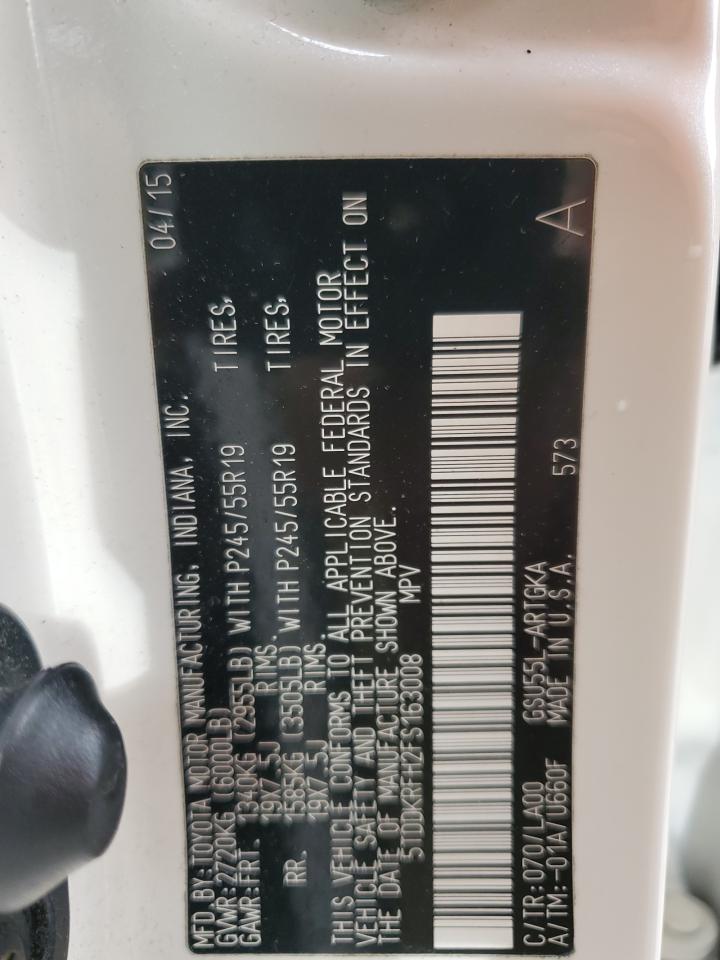 MFD. BY: TOYOTA MOTOR MANUFACTURING, INDIANA, INC. 04/15
GVWR: 2720KG (6000LB)
GAWR: FRT. 1340KG (2955LB) WITH P245/55R19 TIRES,
19X7.5J RIMS.
RR. 1585KG (3505LB) WITH P245/55R19 TIRES,
19X7.5J RIMS.
THIS VEHICLE CONFORMS TO ALL APPLICABLE FEDERAL MOTOR
VEHICLE SAFETY AND THEFT PREVENTION STANDARDS IN EFFECT ON
THE DATE OF MANUFACTURE SHOWN ABOVE.
5TDDKRFH2FS163008 MPV
C/TR: 070/LA00 GSU55L-ARTGKA
A/TM: -01A/U660F MADE IN U.S.A. 573 A